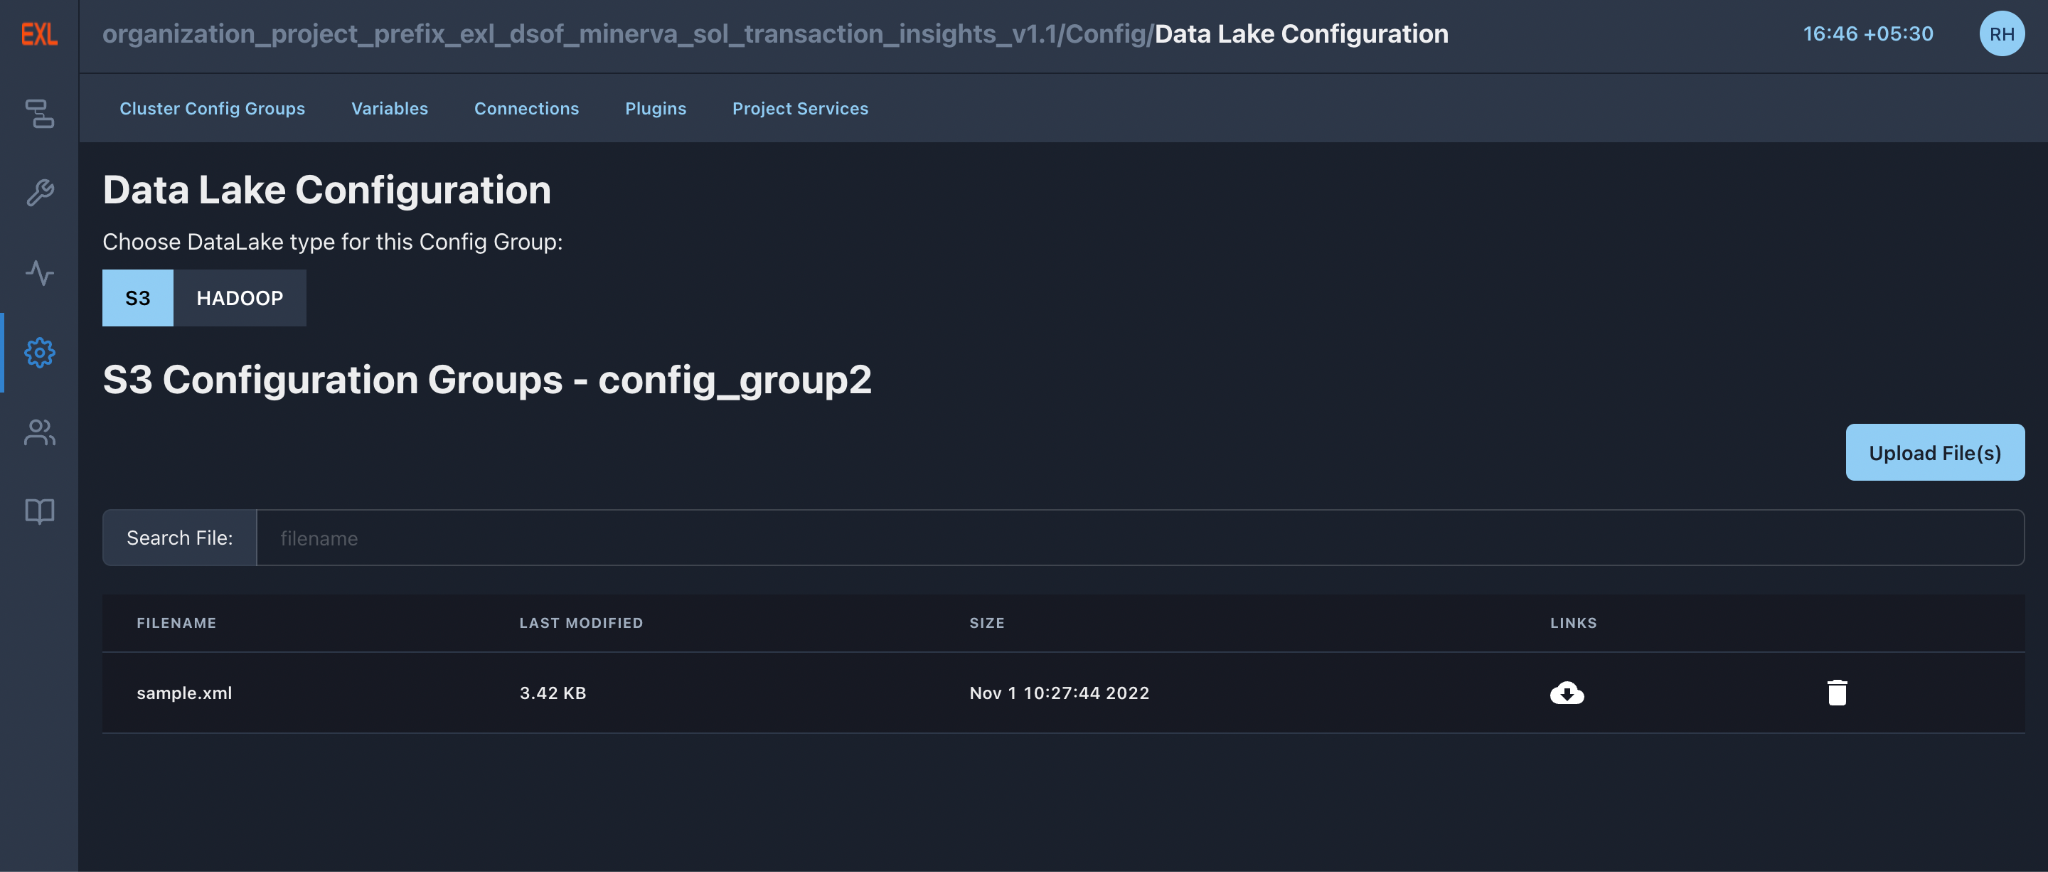 EXL
organization_project_prefix_exl_dsof_minerva_sol_transaction_insights_v1.1/Config/Data Lake Configuration
16:46 +05:30
RH
Cluster Config Groups Variables Connections Plugins Project Services
Data Lake Configuration
Choose DataLake type for this Config Group:
S3 HADOOP
S3 Configuration Groups - config_group2
Upload File(s)
Search File: filename
FILENAME LAST MODIFIED SIZE LINKS
sample.xml 3.42 KB Nov 1 10:27:44 2022